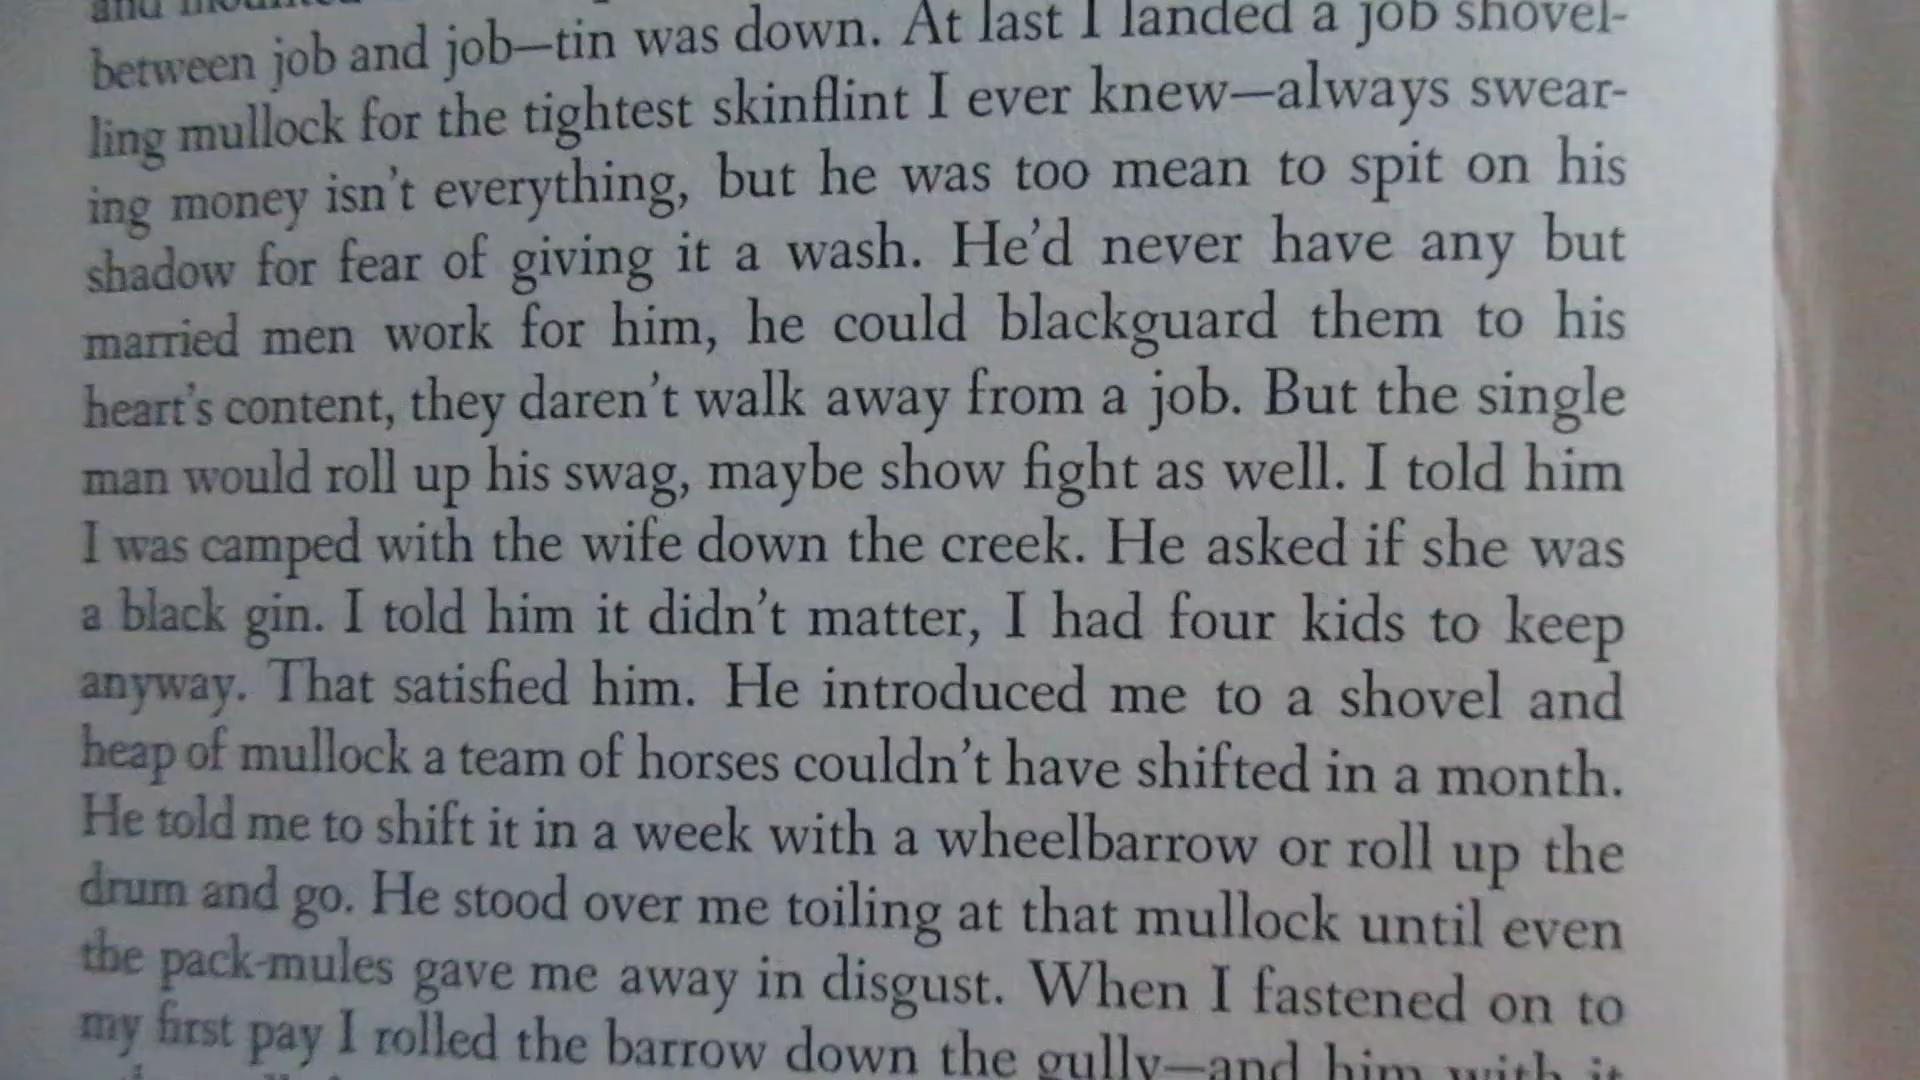 between job and job—tin was down. At last I landed a job shovel-
ling mullock for the tightest skinflint I ever knew—always swear-
ing money isn't everything, but he was too mean to spit on his
shadow for fear of giving it a wash. He'd never have any but
married men work for him, he could blackguard them to his
heart's content, they daren't walk away from a job. But the single
man would roll up his swag, maybe show fight as well. I told him
I was camped with the wife down the creek. He asked if she was
a black gin. I told him it didn't matter, I had four kids to keep
anyway. That satisfied him. He introduced me to a shovel and
heap of mullock a team of horses couldn't have shifted in a month.
He told me to shift it in a week with a wheelbarrow or roll up the
drum and go. He stood over me toiling at that mullock until even
the pack-mules gave me away in disgust. When I fastened on to
my first pay I rolled the barrow down the gully—and him with it